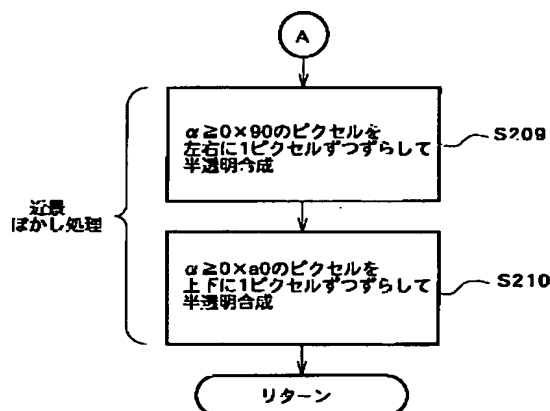 A
α≧0×90のピクセルを
左右に1ピクセルずつずらして
半透明合成
S209
近景
ぼかし処理
α≧0×a0のピクセルを
上下に1ピクセルずつずらして
半透明合成
S210
リターン